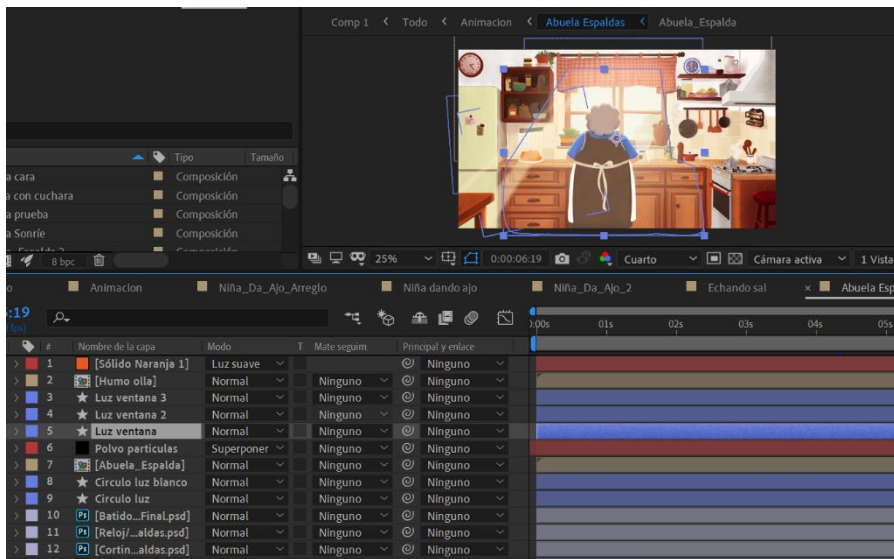 Comp 1 < Todo < Animacion < Abuela Espaldas < Abuela_Espalda
Tipo Tamaño
a cara Composición
a con cuchara Composición
a prueba Composición
a Sonríe Composición
8 bpc
25% 0:00:06:19 Cuarto Cámara activa 1 Vista
Animacion Niña_Da_Ajo_Arreglo Niña dando ajo Niña_Da_Ajo_2 Echando sal × Abuela Esp
:19
fps)
):00s 01s 02s 03s 04s 05s
# Nombre de la capa Modo T Mate seguim. Principal y enlace
1 [Sólido Naranja 1] Luz suave Ninguno
2 [Humo olla] Normal Ninguno Ninguno
3 Luz ventana 3 Normal Ninguno Ninguno
4 Luz ventana 2 Normal Ninguno Ninguno
5 Luz ventana Normal Ninguno Ninguno
6 Polvo particulas Superponer Ninguno Ninguno
7 [Abuela_Espalda] Normal Ninguno Ninguno
8 Circulo luz blanco Normal Ninguno Ninguno
9 Circulo luz Normal Ninguno Ninguno
10 Ps [Batido...Final.psd] Normal Ninguno Ninguno
11 Ps [Reloj/...aldas.psd] Normal Ninguno Ninguno
12 Ps [Cortin...aldas.psd] Normal Ninguno Ninguno